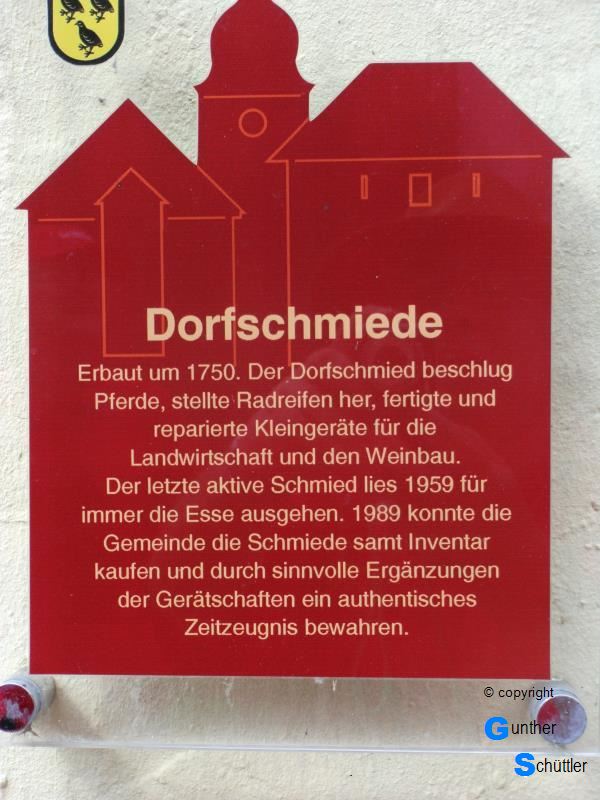 Dorfschmiede
Erbaut um 1750. Der Dorfschmied beschlug
Pferde, stellte Radreifen her, fertigte und
reparierte Kleingeräte für die
Landwirtschaft und den Weinbau.
Der letzte aktive Schmied lies 1959 für
immer die Esse ausgehen. 1989 konnte die
Gemeinde die Schmiede samt Inventar
kaufen und durch sinnvolle Ergänzungen
der Gerätschaften ein authentisches
Zeitzeugnis bewahren.
© copyright
Gunther
Schüttler